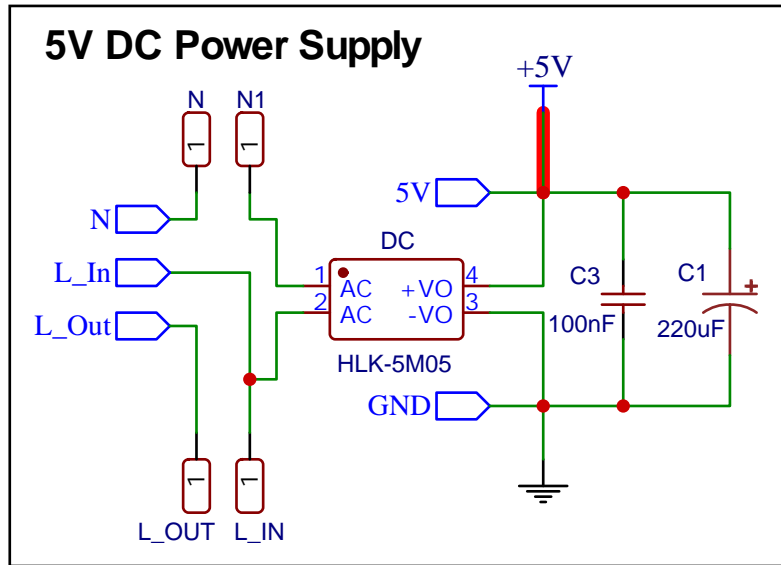 5V DC Power Supply
+5V
N
N1
1
1
5V
N
DC
L_In
1
AC
+VO
4
C3
C1
+
2
AC
-VO
3
100nF
220uF
L_Out
HLK-5M05
GND
1
1
L_OUT
L_IN